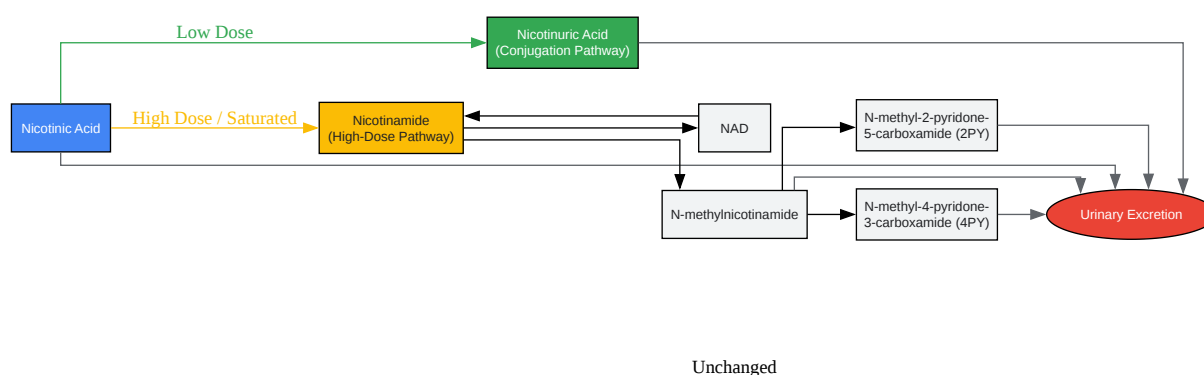 Low Dose
Nicotinuric Acid
(Conjugation Pathway)
Nicotinic Acid
High Dose / Saturated
Nicotinamide
(High-Dose Pathway)
NAD
N-methyl-2-pyridone-
5-carboxamide (2PY)
N-methylnicotinamide
N-methyl-4-pyridone-
3-carboxamide (4PY)
Urinary Excretion
Unchanged